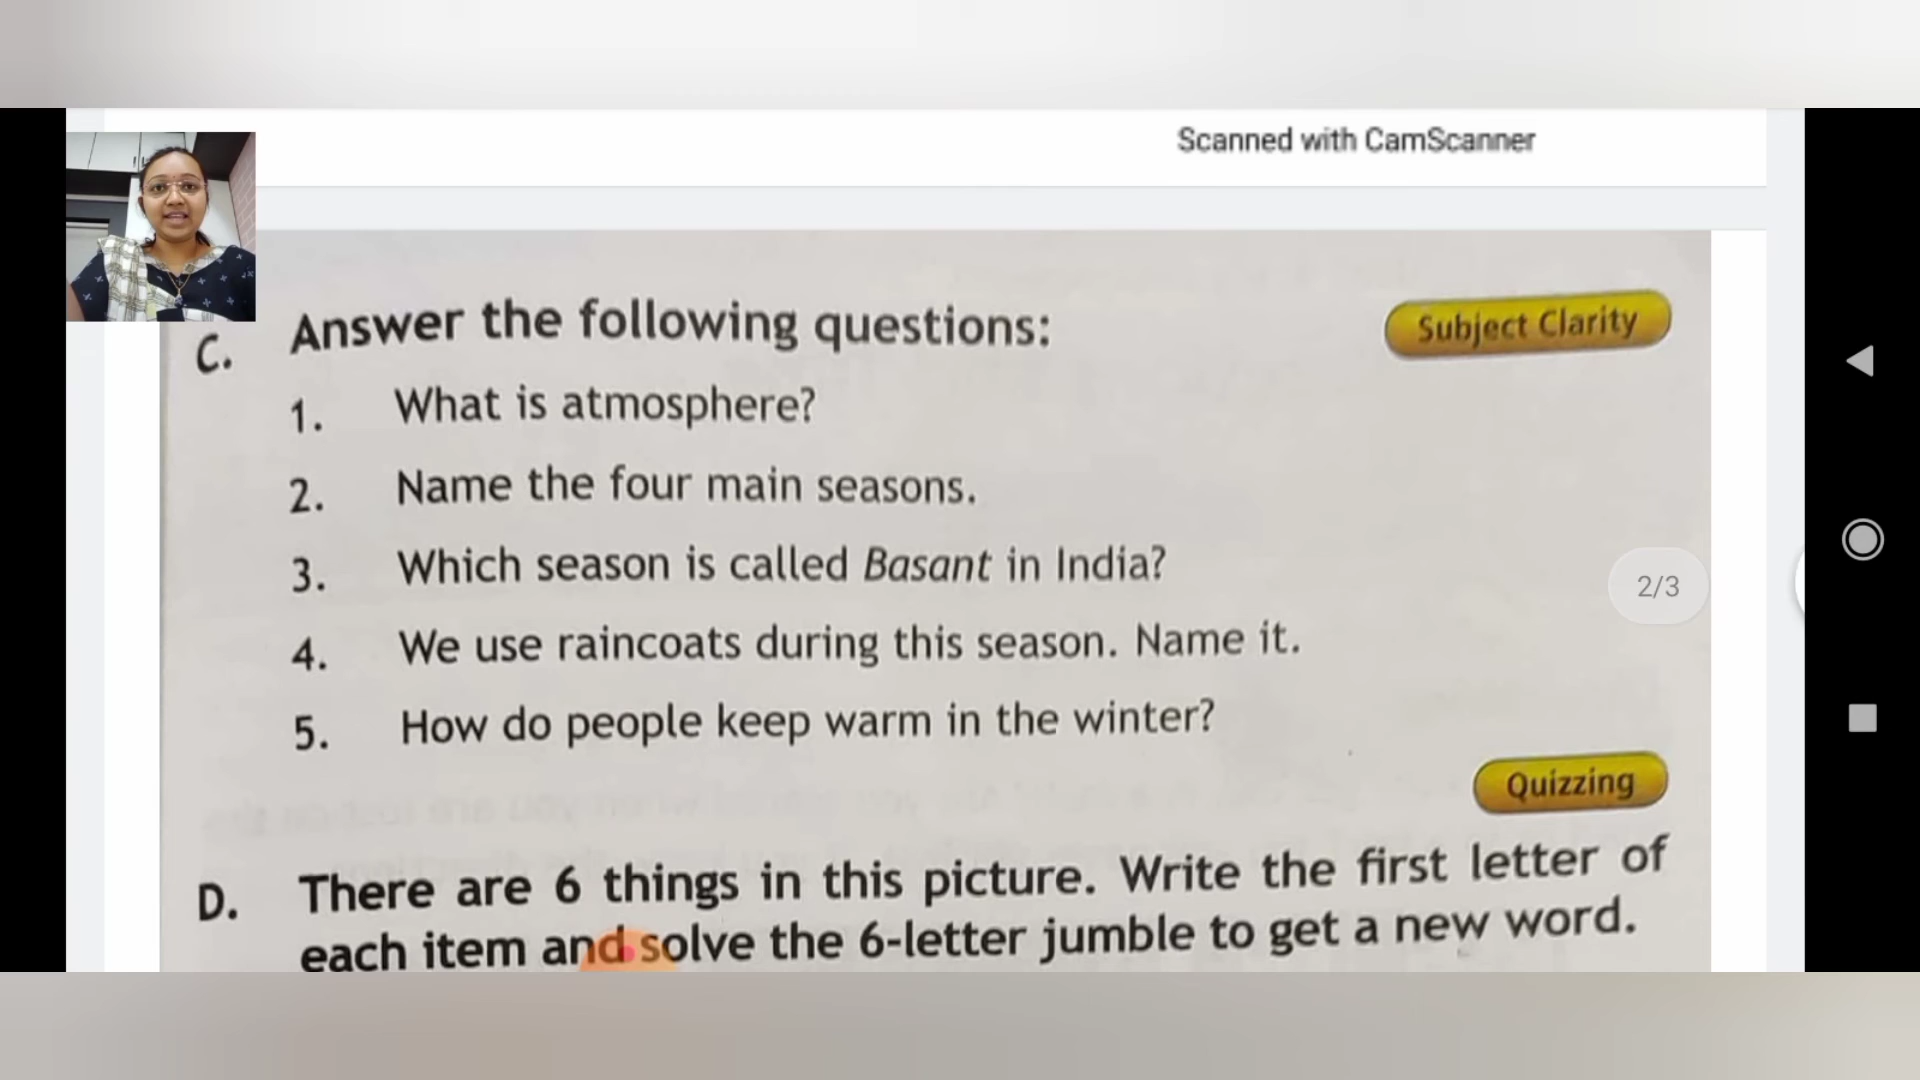 Scanned with CamScanner
C. Answer the following questions:
Subject Clarity
1. What is atmosphere?
2. Name the four main seasons.
3. Which season is called Basant in India?
2/3
4. We use raincoats during this season. Name it.
5. How do people keep warm in the winter?
Quizzing
D. There are 6 things in this picture. Write the first letter of
each item and solve the 6-letter jumble to get a new word.